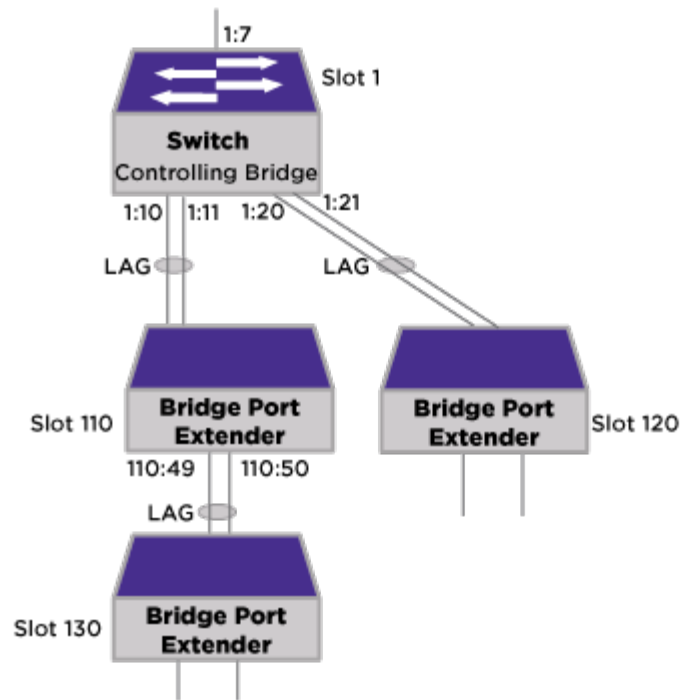 1:7
Slot 1
Switch
Controlling Bridge
1:10
1:11
1:20
1:21
LAG
LAG
Bridge Port
Extender
Slot 110
Bridge Port
Extender
Slot 120
110:49
110:50
LAG
Bridge Port
Extender
Slot 130